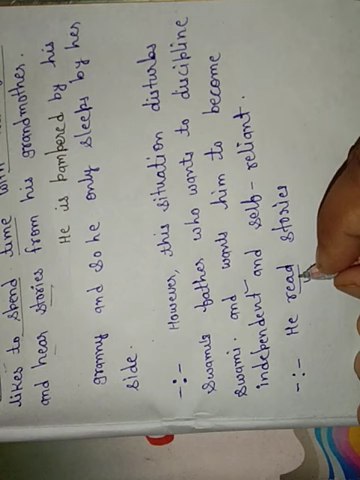 likes to spend time with
and hear stories from his grandmother.
He is pampered by his
granny and so he only sleeps by her
side.
-:- However, this situation disturbs
Swamis father who wants to discipline
Swami. and wants him to become
independent and self-reliant.
-:- He read stories